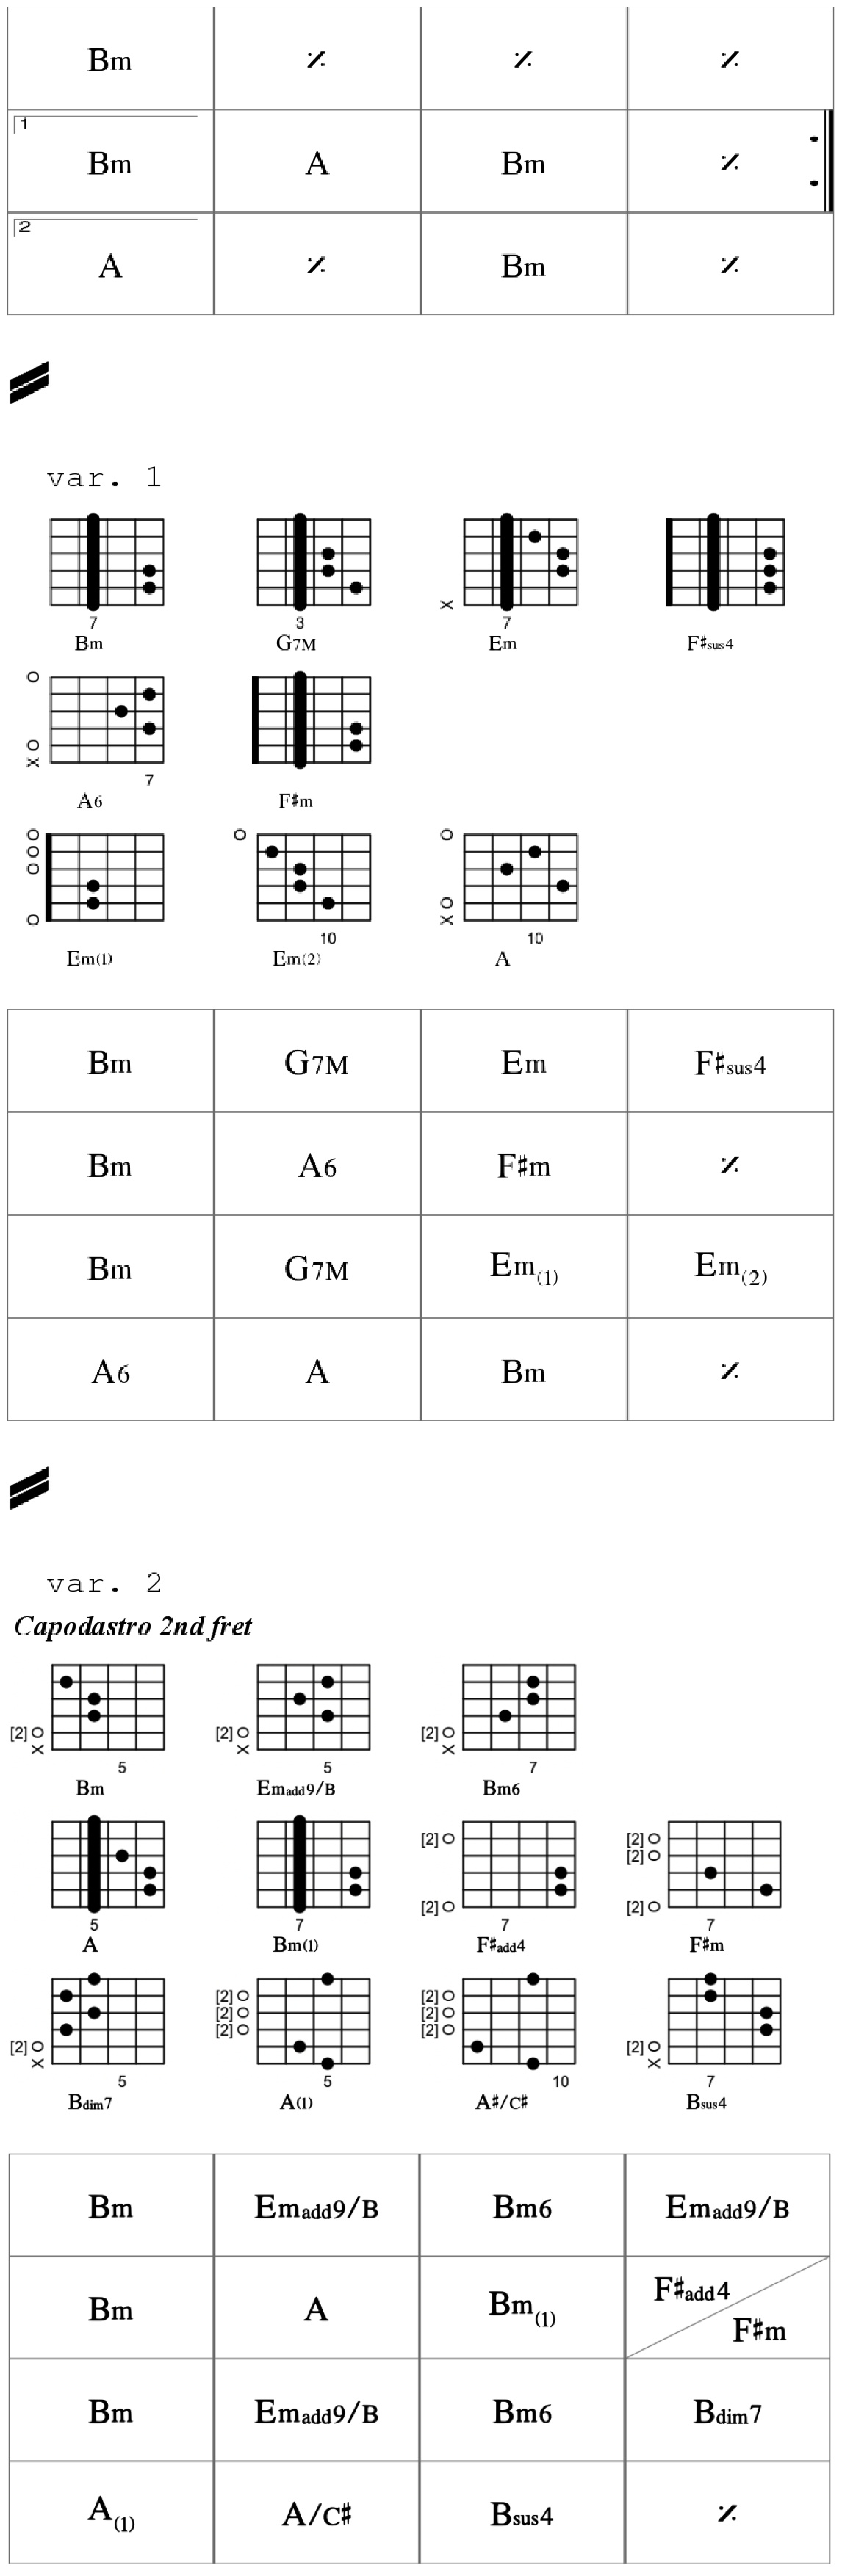 Bm 𝄎 𝄎 𝄎
1
Bm A Bm 𝄎
2
A 𝄎 Bm 𝄎
var. 1
x
7 3 7
Bm G7M Em F♯sus4
O
O
X
7
A6 F♯m
O O O
O
O
O O
X
10 10
Em(1) Em(2) A
Bm G7M Em F♯sus4
Bm A6 F♯m 𝄎
Bm G7M Em(1) Em(2)
A6 A Bm 𝄎
var. 2
Capodastro 2nd fret
[2] O [2] O [2] O
X X X
5 5 7
Bm Emadd9/B Bm6
[2] O [2] O
[2] O
[2] O [2] O
5 7 7 7
A Bm(1) F♯add4 F♯m
[2] O [2] O
[2] O [2] O
[2] O [2] O
[2] O [2] O
X X
5 5 10 7
Bdim7 A(1) A♯/C♯ Bsus4
Bm Emadd9/B Bm6 Emadd9/B
Bm A Bm(1) F♯add4
F♯m
Bm Emadd9/B Bm6 Bdim7
A(1) A/C♯ Bsus4 𝄎